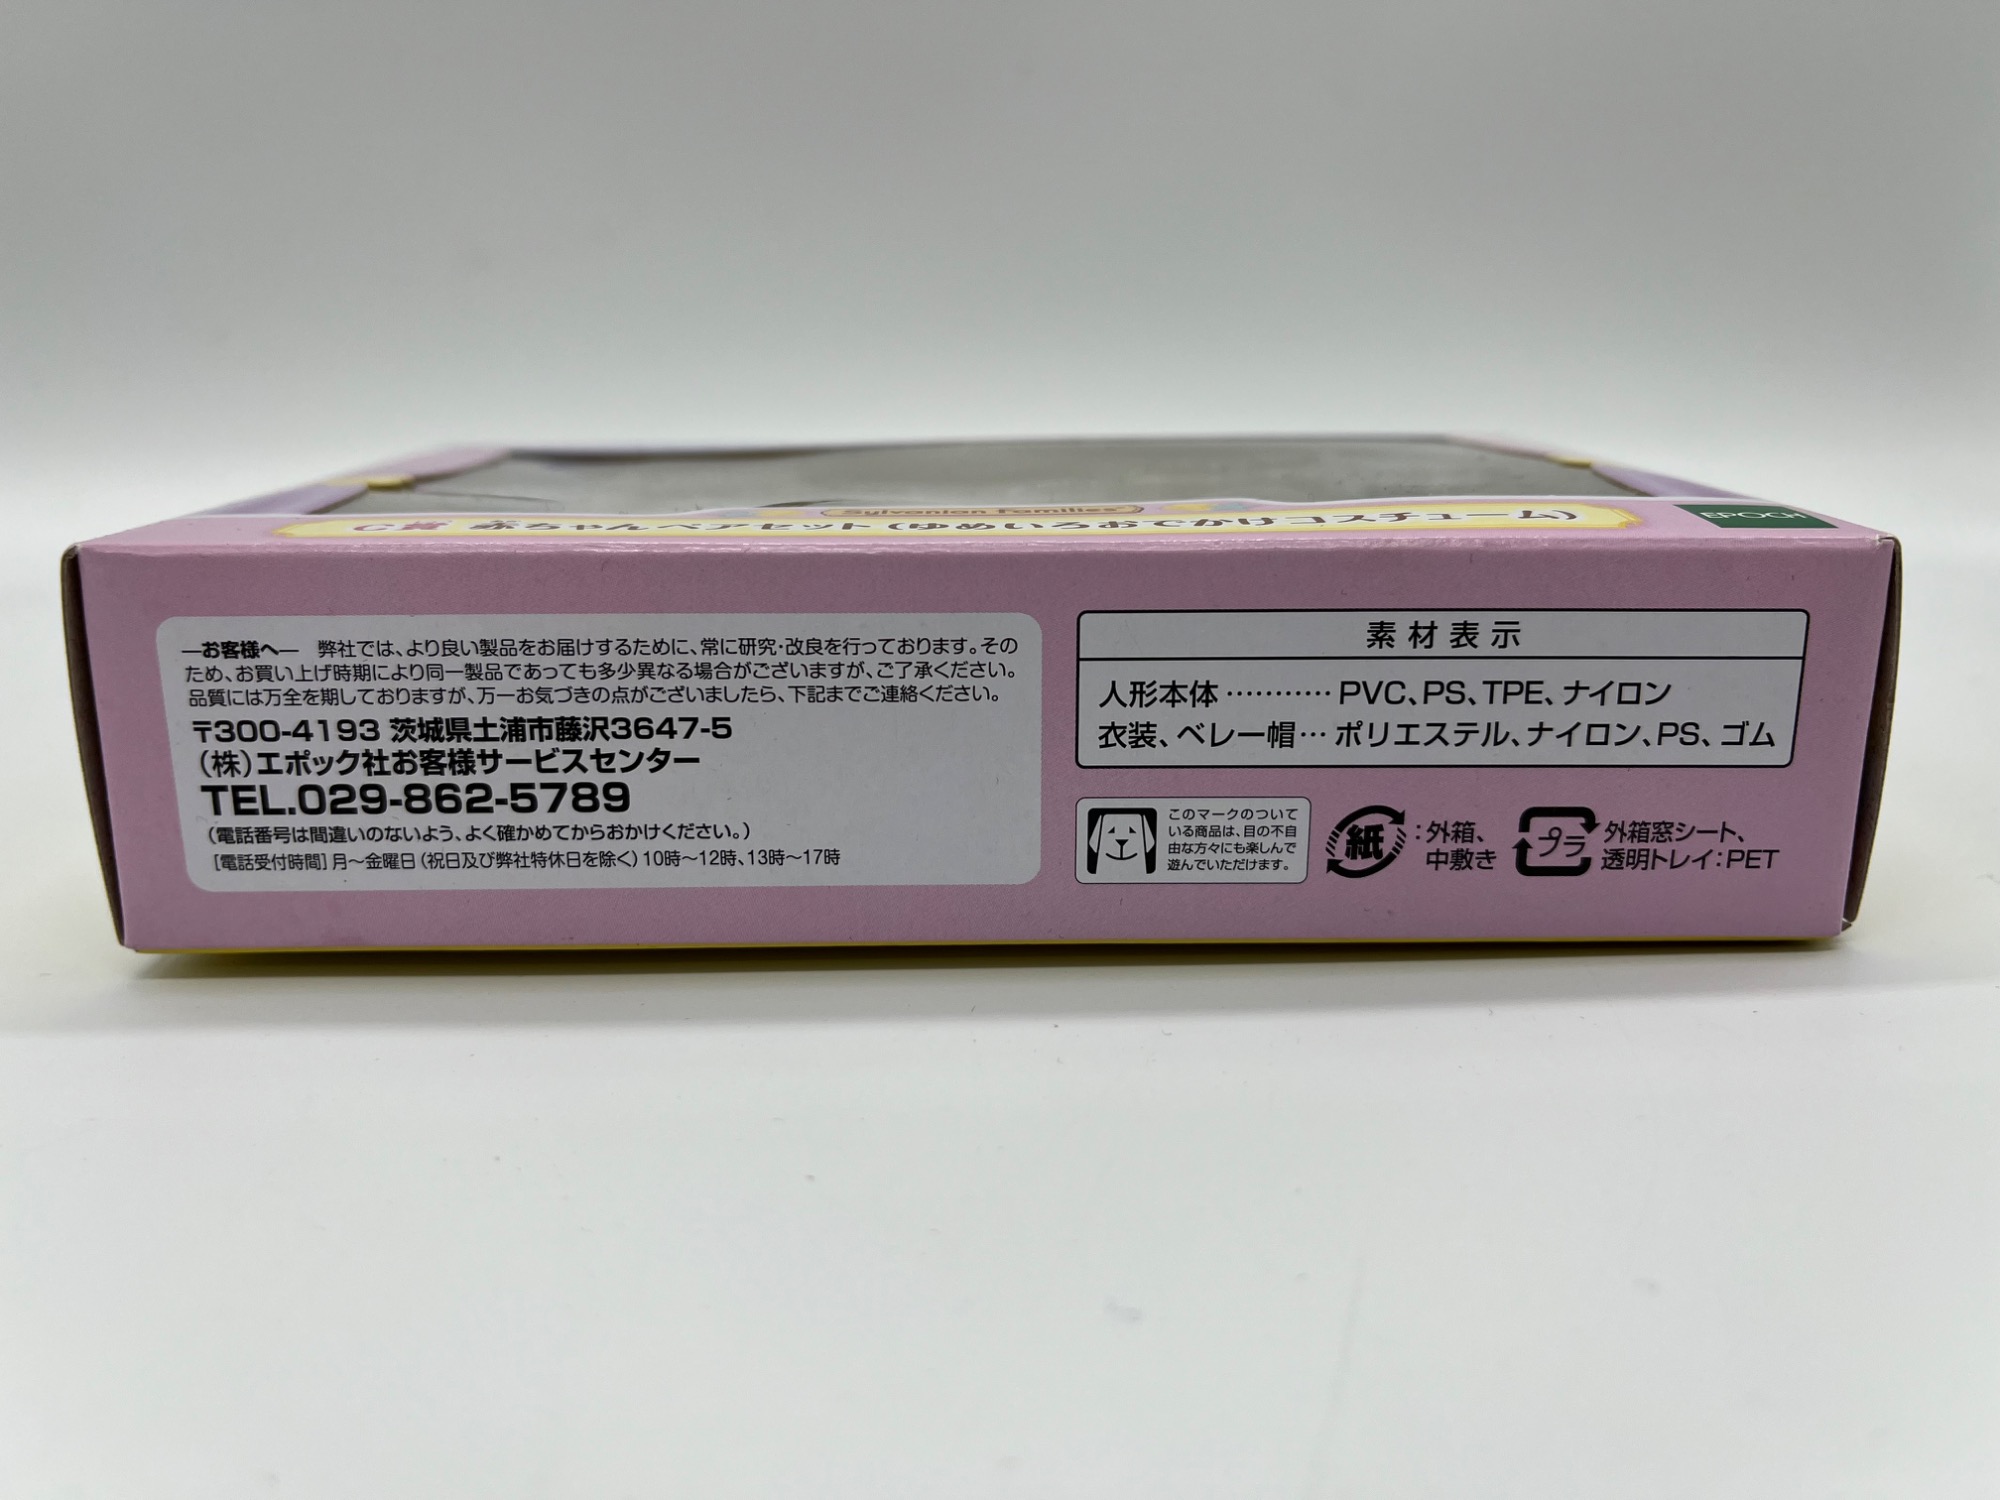 Sylvanian Families
C賞 赤ちゃんペアセット(ゆめいろおでかけコスチューム)
EPOCH
―お客様へ― 弊社では、より良い製品をお届けするために、常に研究・改良を行っております。その
ため、お買い上げ時期により同一製品であっても多少異なる場合がございますが、ご了承ください。
品質には万全を期しておりますが、万一お気づきの点がございましたら、下記までご連絡ください。
〒300-4193 茨城県土浦市藤沢3647-5
(株)エポック社お客様サービスセンター
TEL.029-862-5789
(電話番号は間違いのないよう、よく確かめてからおかけください。)
[電話受付時間]月～金曜日(祝日及び弊社特休日を除く)10時～12時、13時～17時
素材表示
人形本体…………PVC、PS、TPE、ナイロン
衣装、ベレー帽…ポリエステル、ナイロン、PS、ゴム
このマークのついて
いる商品は、目の不自
由な方々にも楽しんで
遊んでいただけます。
紙:外箱、
中敷き
プラ 外箱窓シート、
透明トレイ:PET